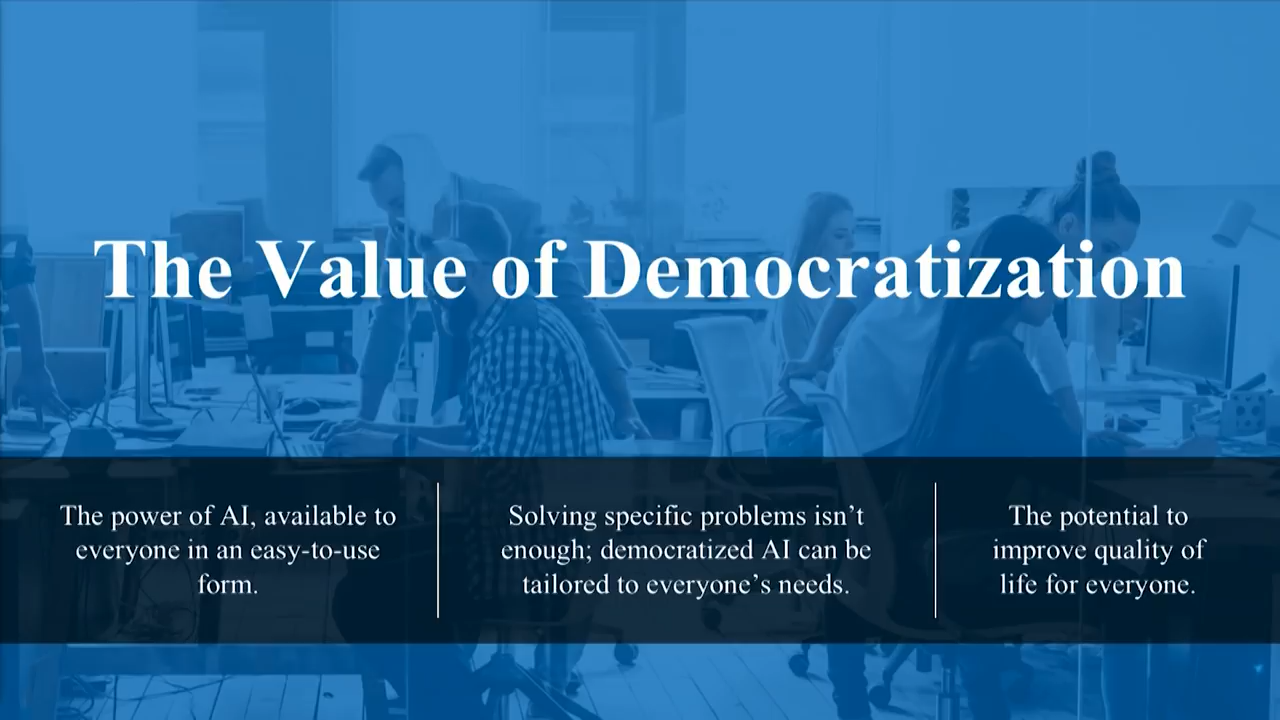 The Value of Democratization
The power of AI, available to
everyone in an easy-to-use
form.
Solving specific problems isn’t
enough; democratized AI can be
tailored to everyone’s needs.
The potential to
improve quality of
life for everyone.